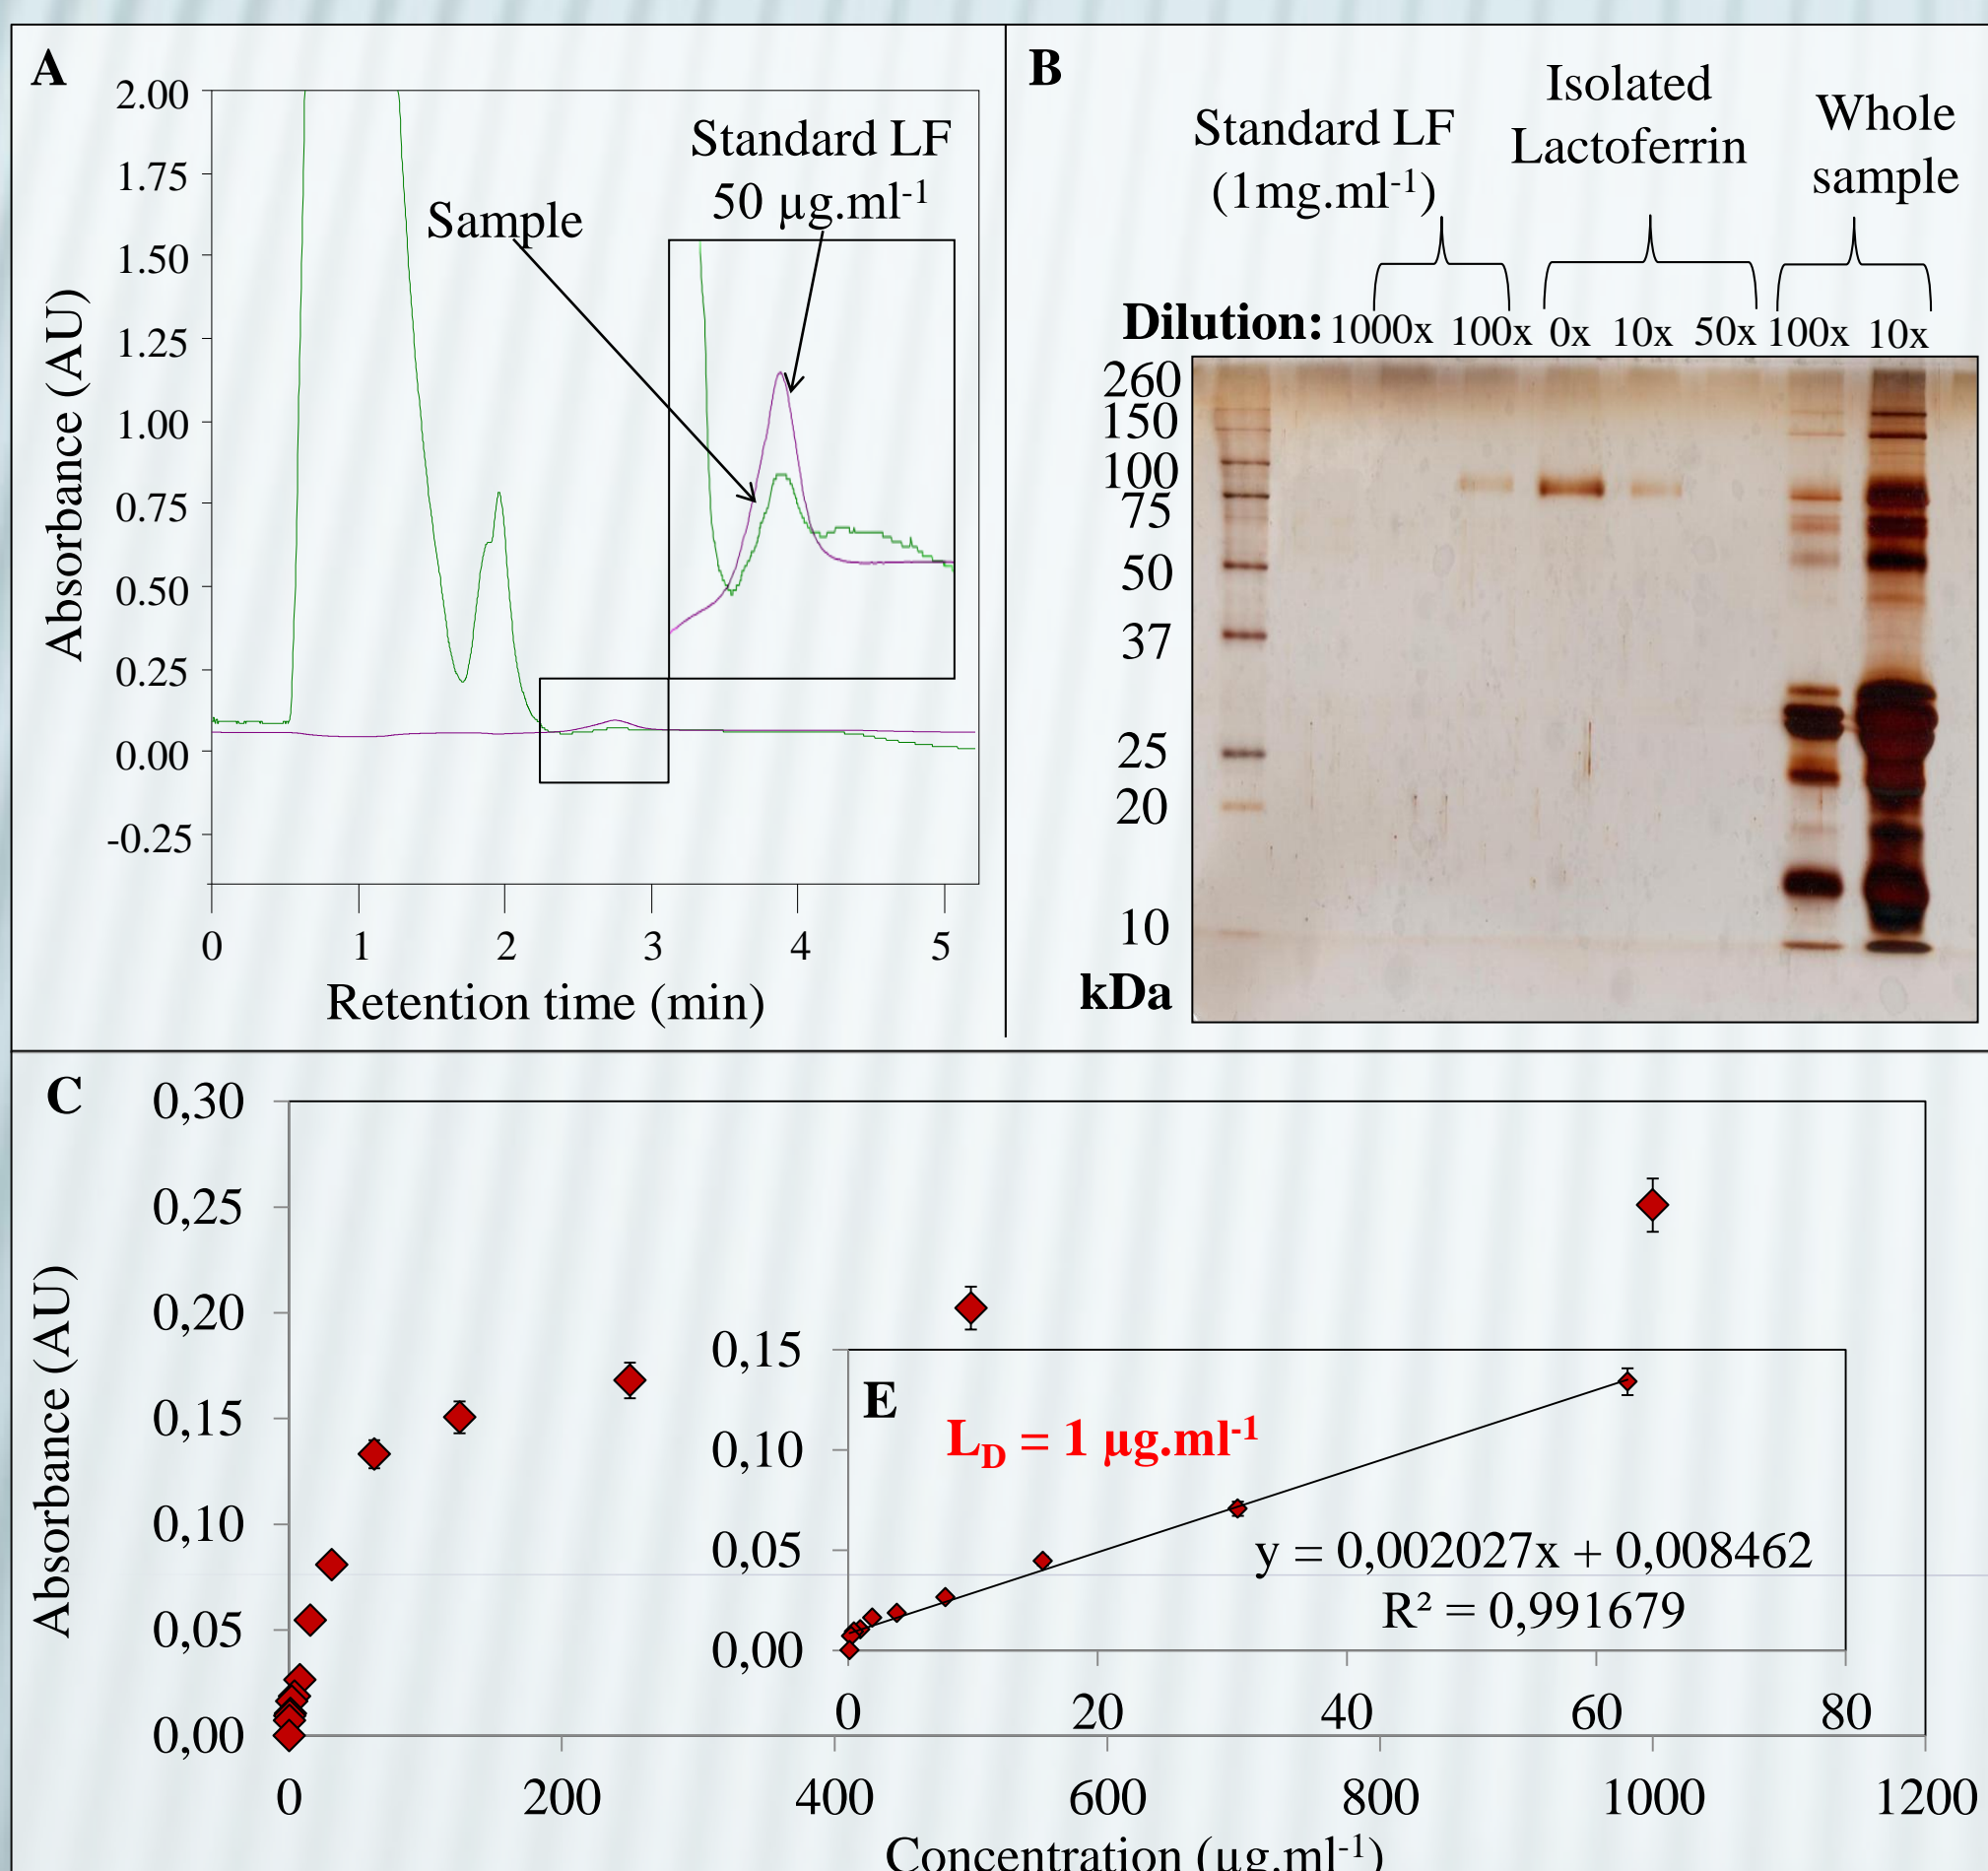 A
2.00
1.75
1.50
1.25
1.00
0.75
0.50
0.25
0.00
-0.25
Absorbance (AU)
Sample
Standard LF
50 µg.ml-1
0 1 2 3 4 5
Retention time (min)
B
Standard LF
(1mg.ml-1)
Isolated
Lactoferrin
Whole
sample
Dilution: 1000x 100x 0x 10x 50x 100x 10x
260
150
100
75
50
37
25
20
10
kDa
C
0,30
0,25
0,20
0,15
0,10
0,05
0,00
Absorbance (AU)
0 200 400 600 800 1000 1200
Concentration (µg.ml-1)
E
0,15
0,10
0,05
0,00
LD = 1 µg.ml-1
y = 0,002027x + 0,008462
R² = 0,991679
0 20 40 60 80